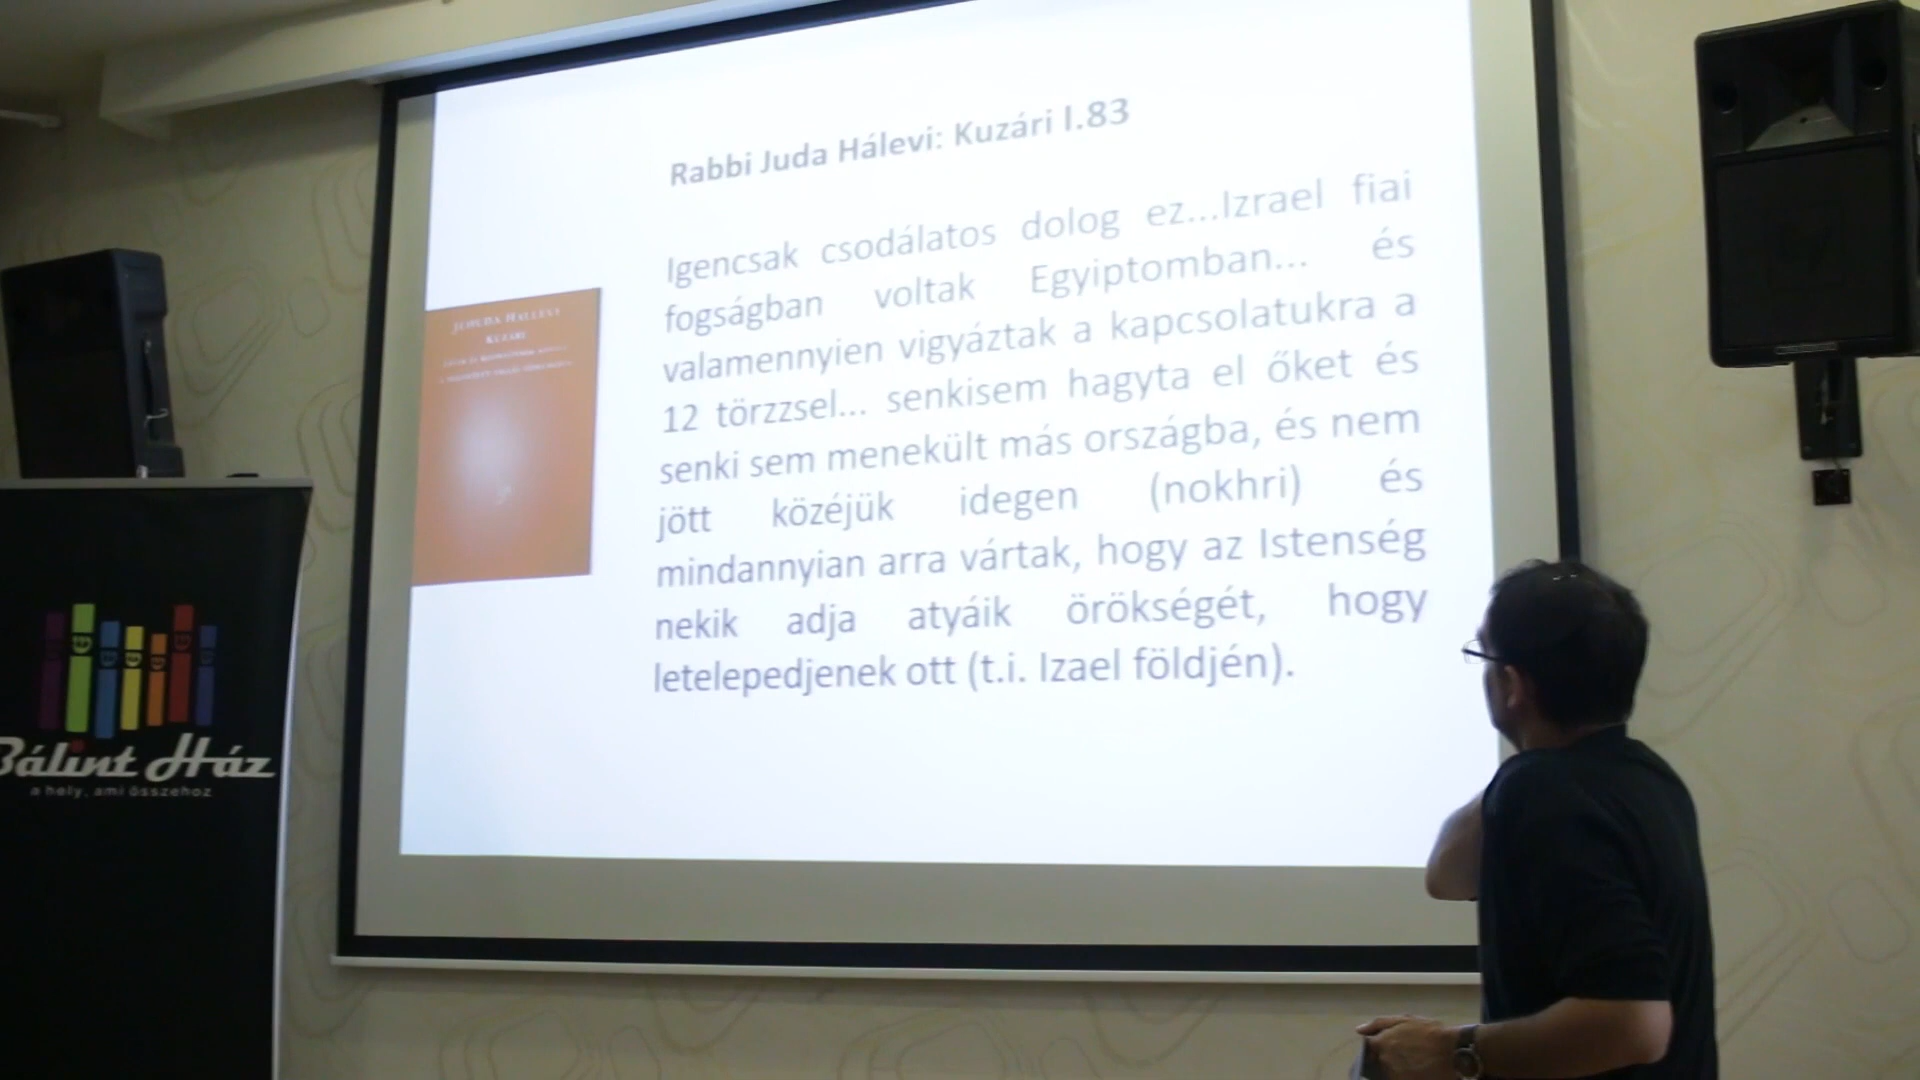 Rabbi Juda Hálevi: Kuzári I.83
Igencsak csodálatos dolog ez...Izrael fiai
fogságban voltak Egyiptomban... és
valamennyien vigyáztak a kapcsolatukra a
12 törzzsel... senkisem hagyta el őket és
senki sem menekült más országba, és nem
jött közéjük idegen (nokhri) és
mindannyian arra vártak, hogy az Istenség
nekik adja atyáik örökségét, hogy
letelepedjenek ott (t.i. Izael földjén).
JEHUDA HALLEVI
KUZARI
Bálint Ház
a hely, ami összehoz